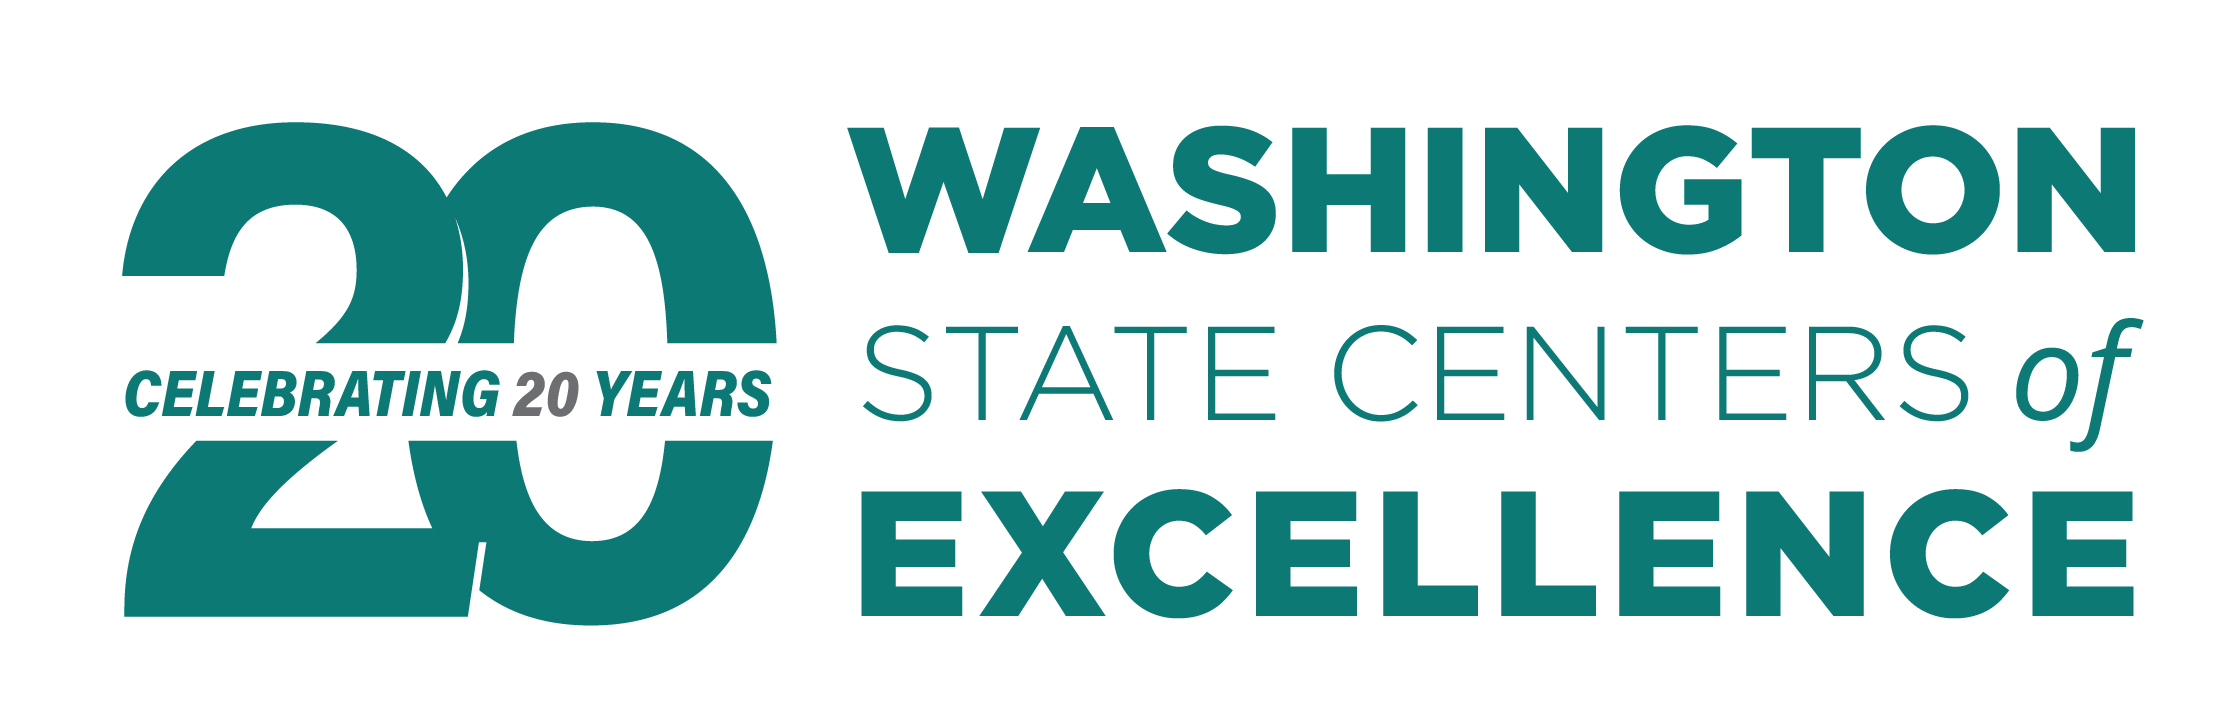 20
CELEBRATING 20 YEARS
WASHINGTON
STATE CENTERS of
EXCELLENCE